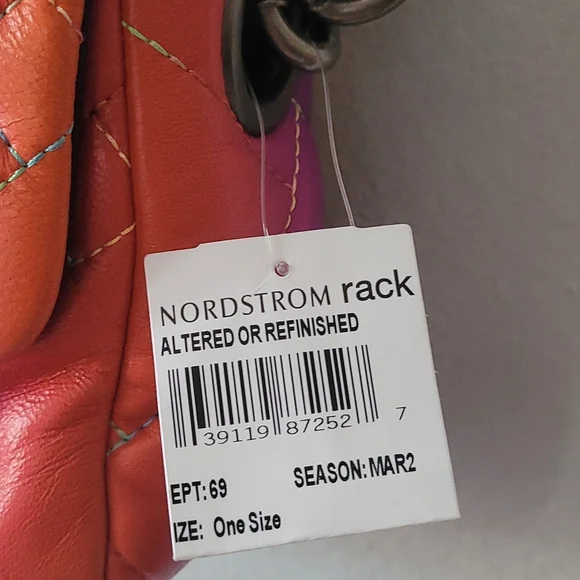 NORDSTROM rack
ALTERED OR REFINISHED
39119 87252 7
EPT: 69 SEASON: MAR2
IZE: One Size